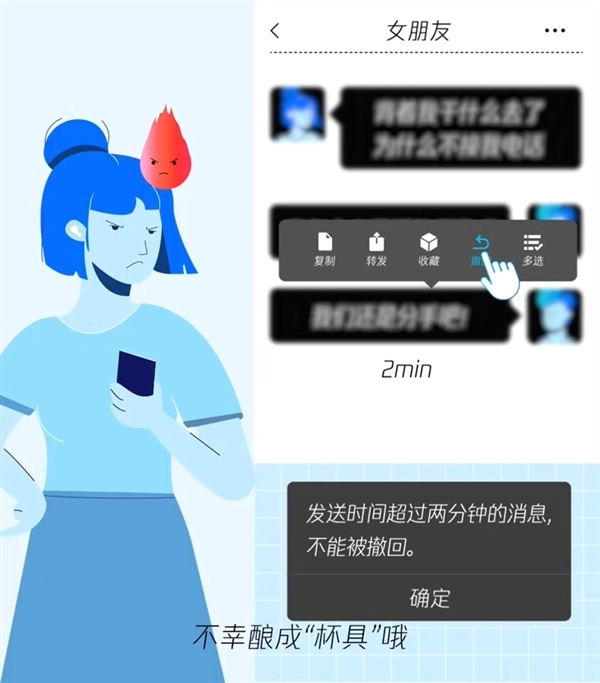 女朋友
背着我干什么去了
为什么不接我电话
复制
转发
收藏
多选
我们还是分手吧!
2min
发送时间超过两分钟的消息,
不能被撤回。
确定
不幸酿成“杯具”哦